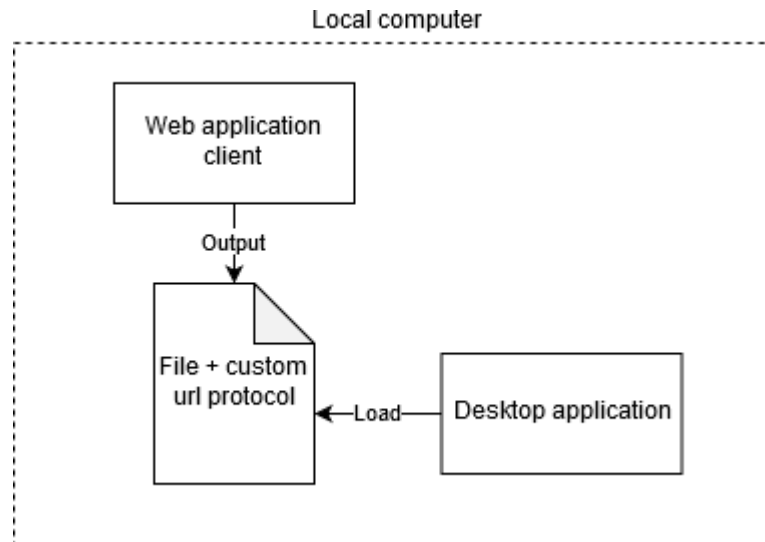 Local computer
Web application
client
Output
File + custom
url protocol
Load
Desktop application